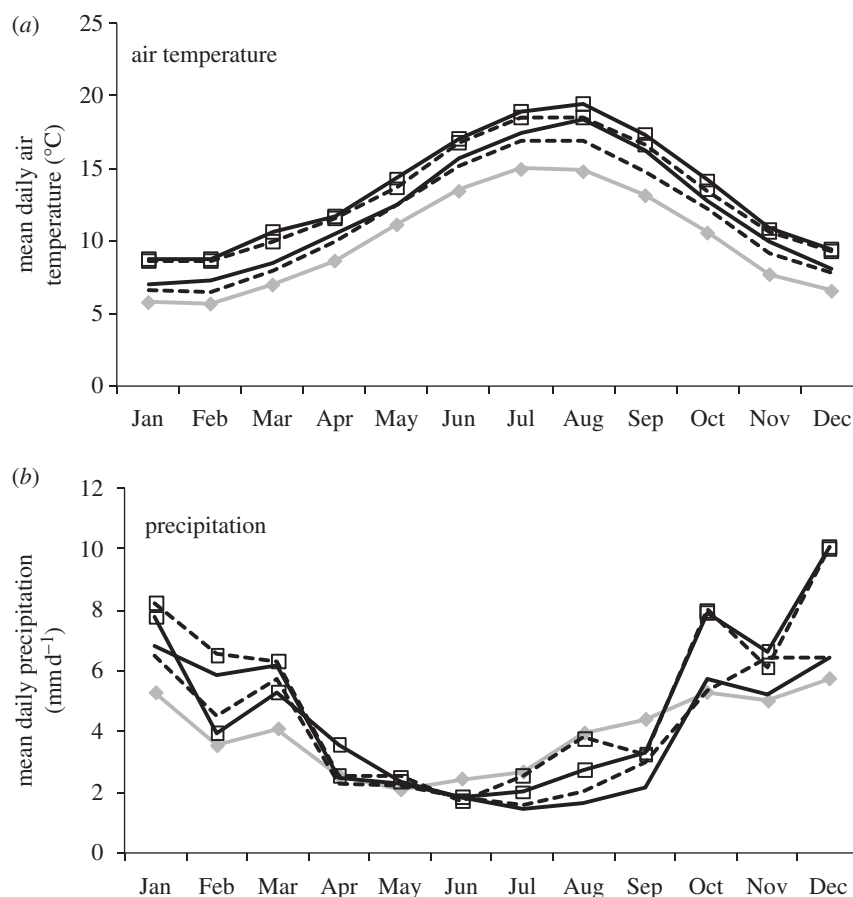 (a)
air temperature
mean daily air
temperature (°C)
25
20
15
10
5
0
Jan Feb Mar Apr May Jun Jul Aug Sep Oct Nov Dec
(b)
precipitation
mean daily precipitation
(mm d⁻¹)
12
10
8
6
4
2
0
Jan Feb Mar Apr May Jun Jul Aug Sep Oct Nov Dec